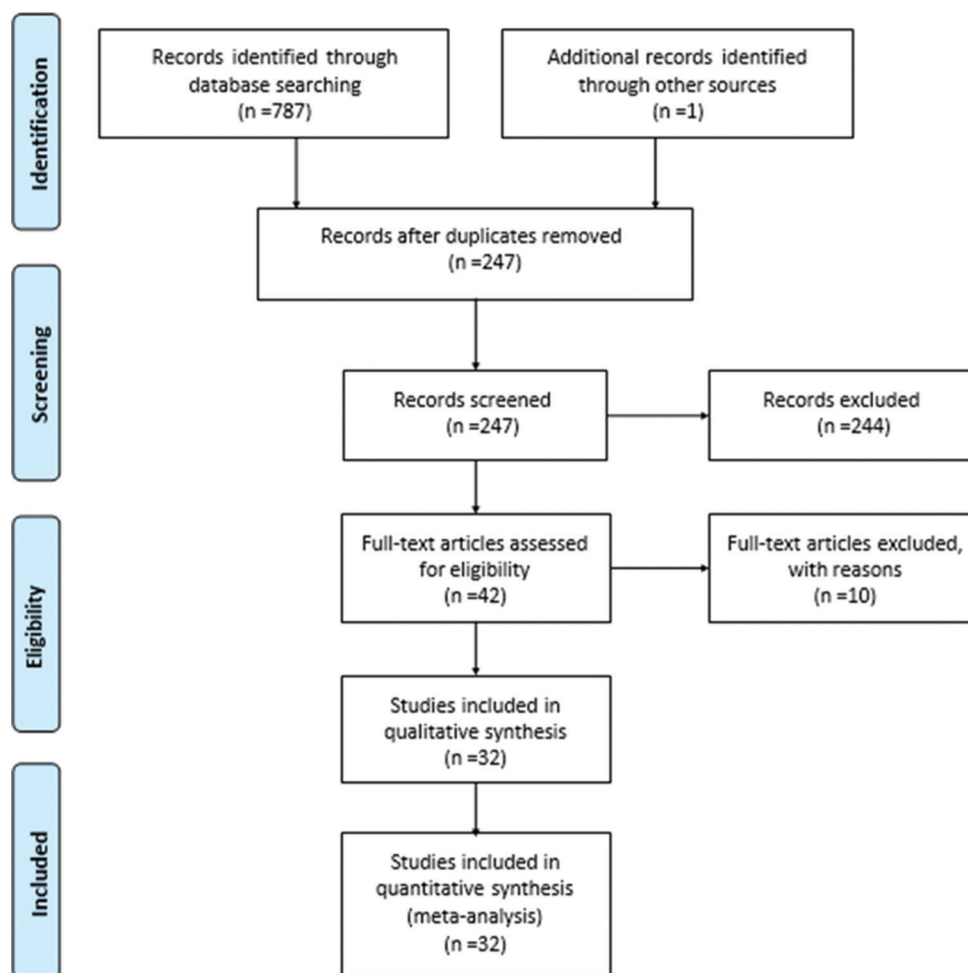 Identification
Records identified through
database searching
(n =787)
Additional records identified
through other sources
(n =1)
Records after duplicates removed
(n =247)
Screening
Records screened
(n =247)
Records excluded
(n =244)
Eligibility
Full-text articles assessed
for eligibility
(n =42)
Full-text articles excluded,
with reasons
(n =10)
Studies included in
qualitative synthesis
(n =32)
Included
Studies included in
quantitative synthesis
(meta-analysis)
(n =32)